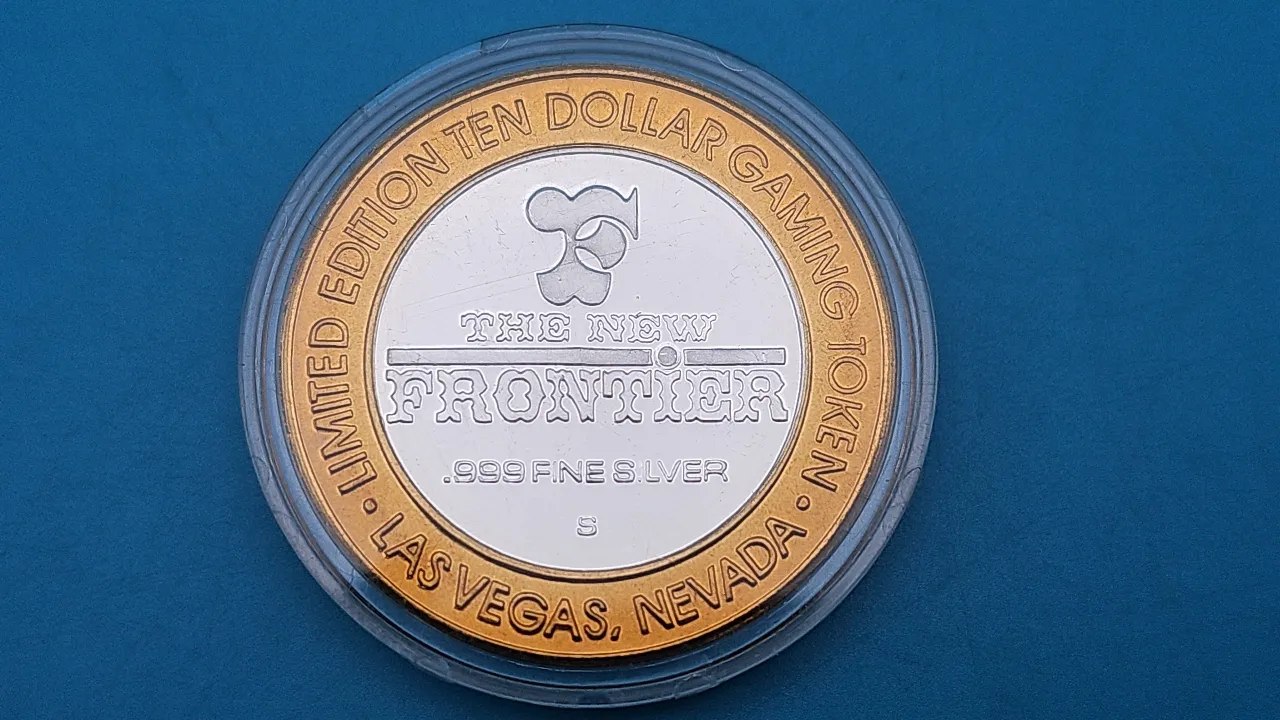 LIMITED EDITION TEN DOLLAR GAMING TOKEN
F
THE NEW
FRONTIER
.999 FINE SILVER
S
• LAS VEGAS, NEVADA •